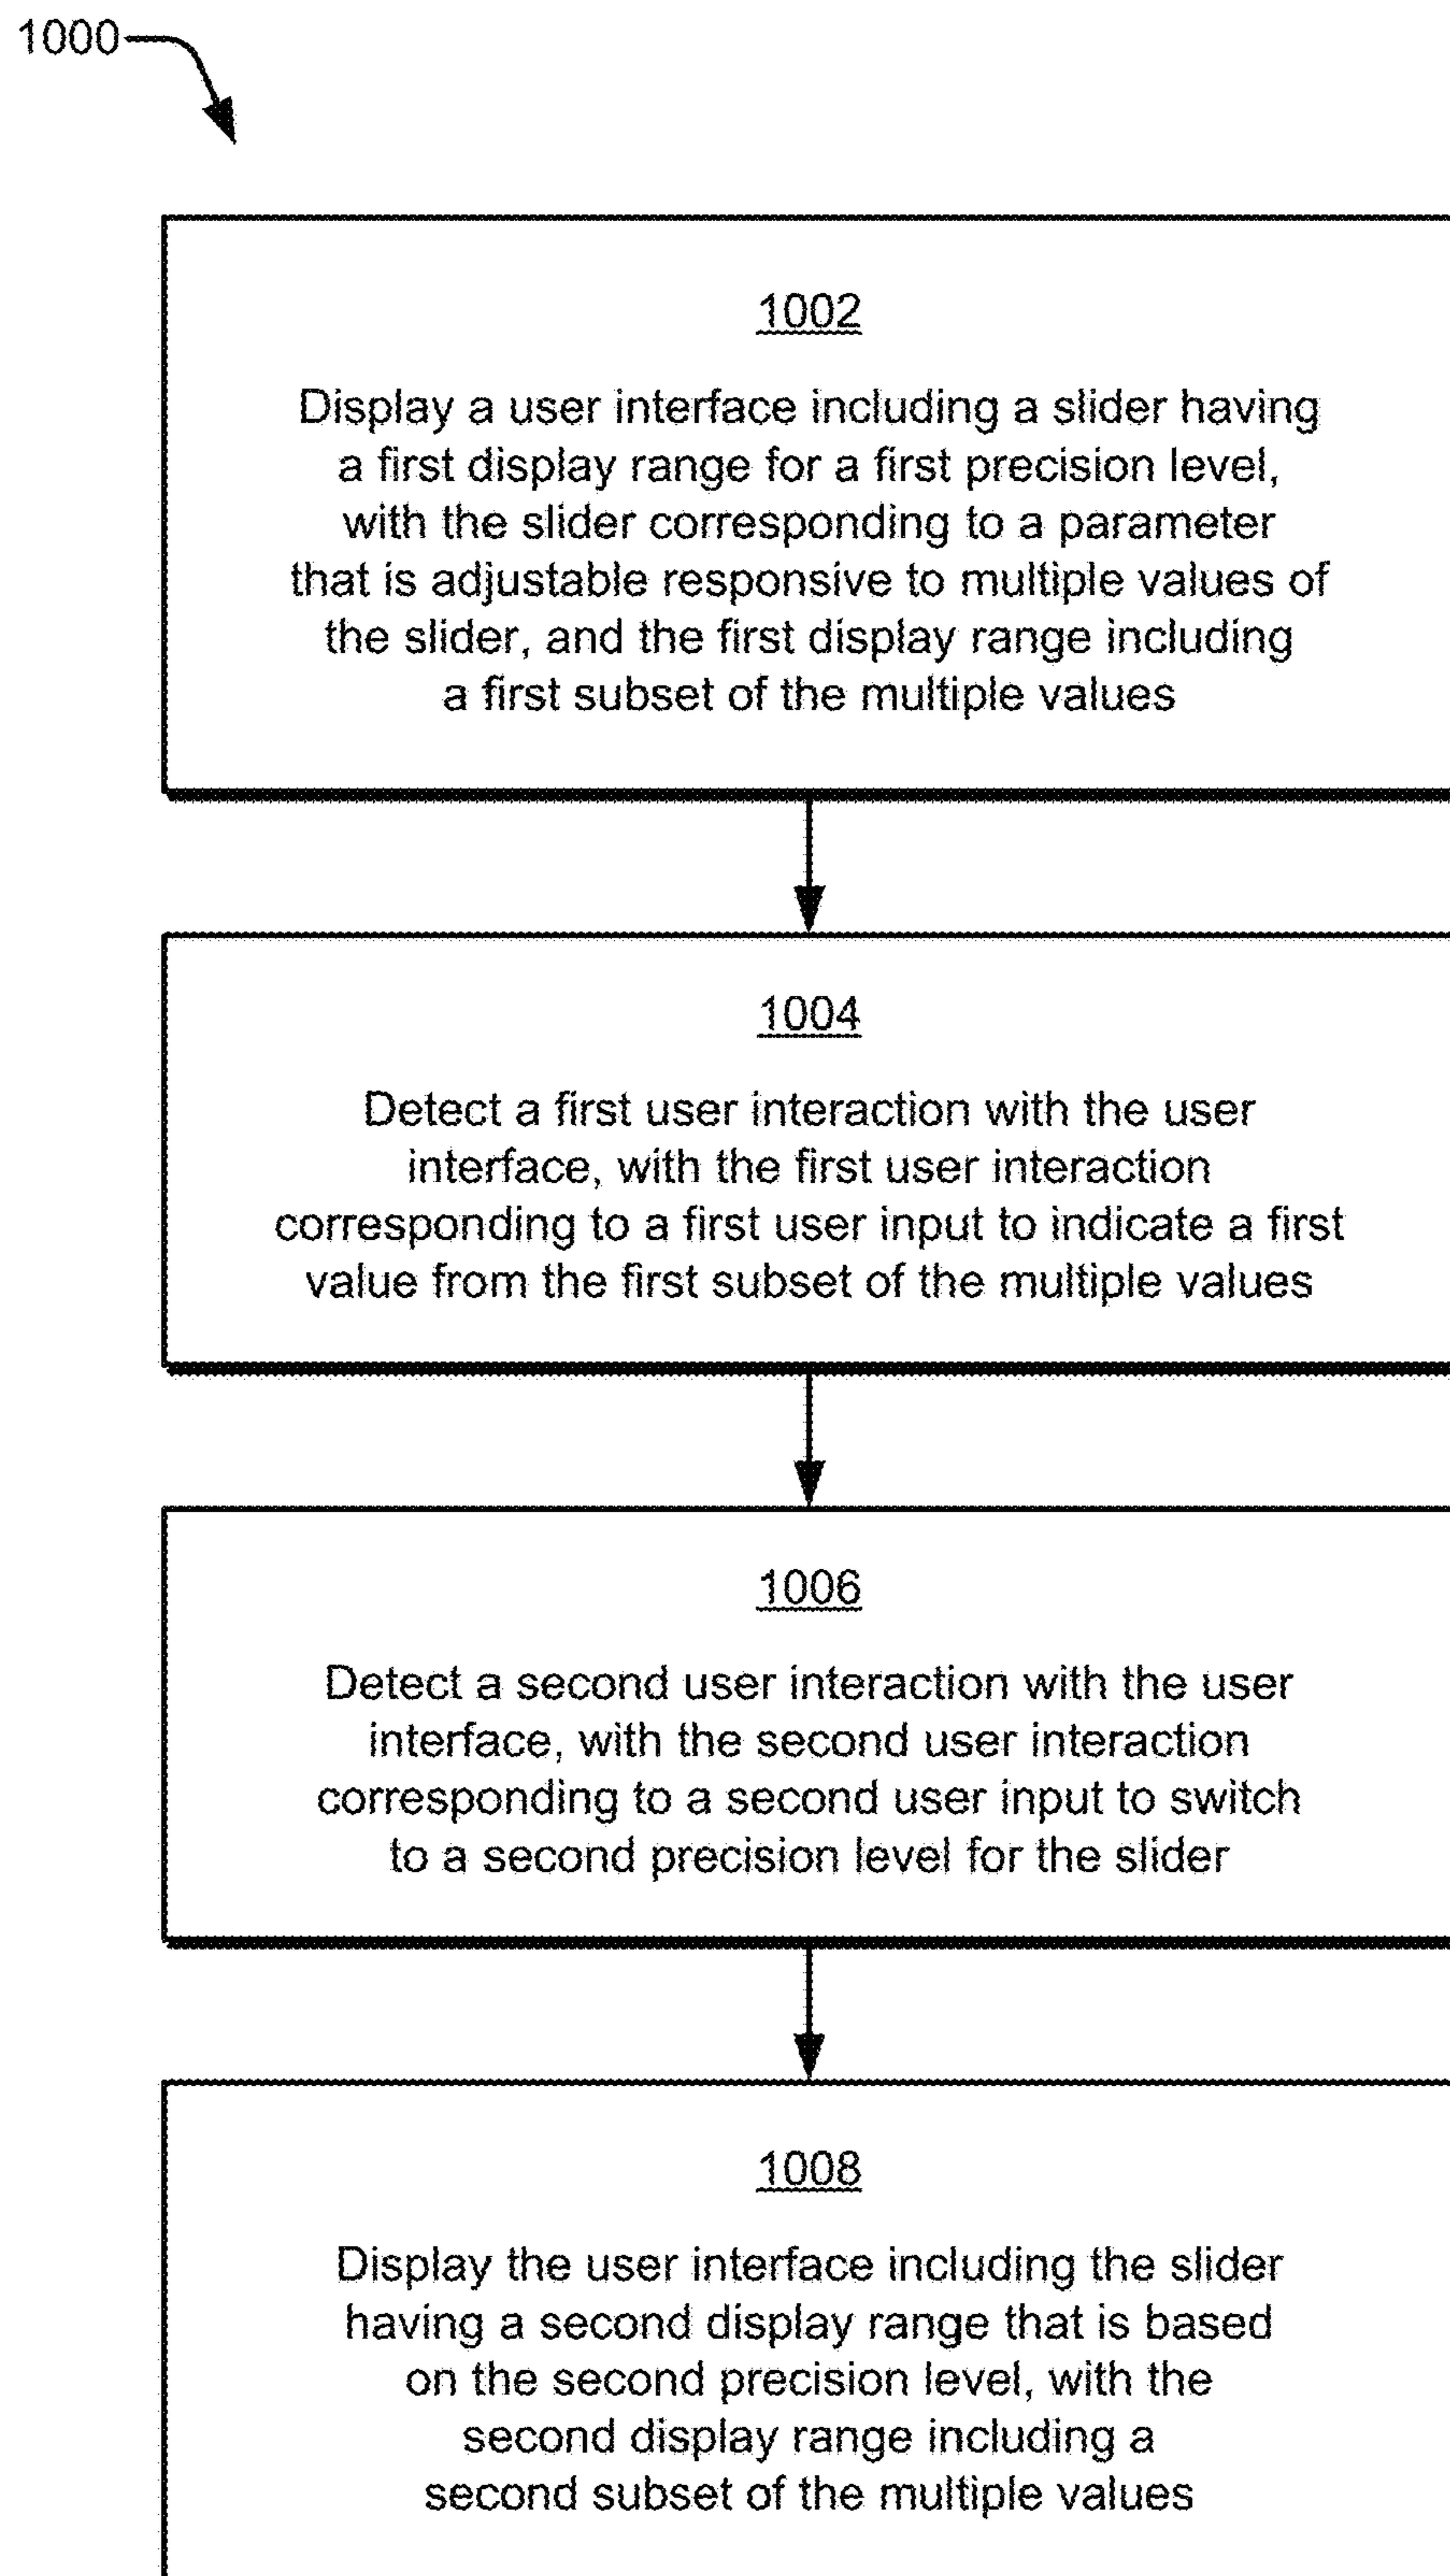 1000
1002
Display a user interface including a slider having
a first display range for a first precision level,
with the slider corresponding to a parameter
that is adjustable responsive to multiple values of
the slider, and the first display range including
a first subset of the multiple values
1004
Detect a first user interaction with the user
interface, with the first user interaction
corresponding to a first user input to indicate a first
value from the first subset of the multiple values
1006
Detect a second user interaction with the user
interface, with the second user interaction
corresponding to a second user input to switch
to a second precision level for the slider
1008
Display the user interface including the slider
having a second display range that is based
on the second precision level, with the
second display range including a
second subset of the multiple values